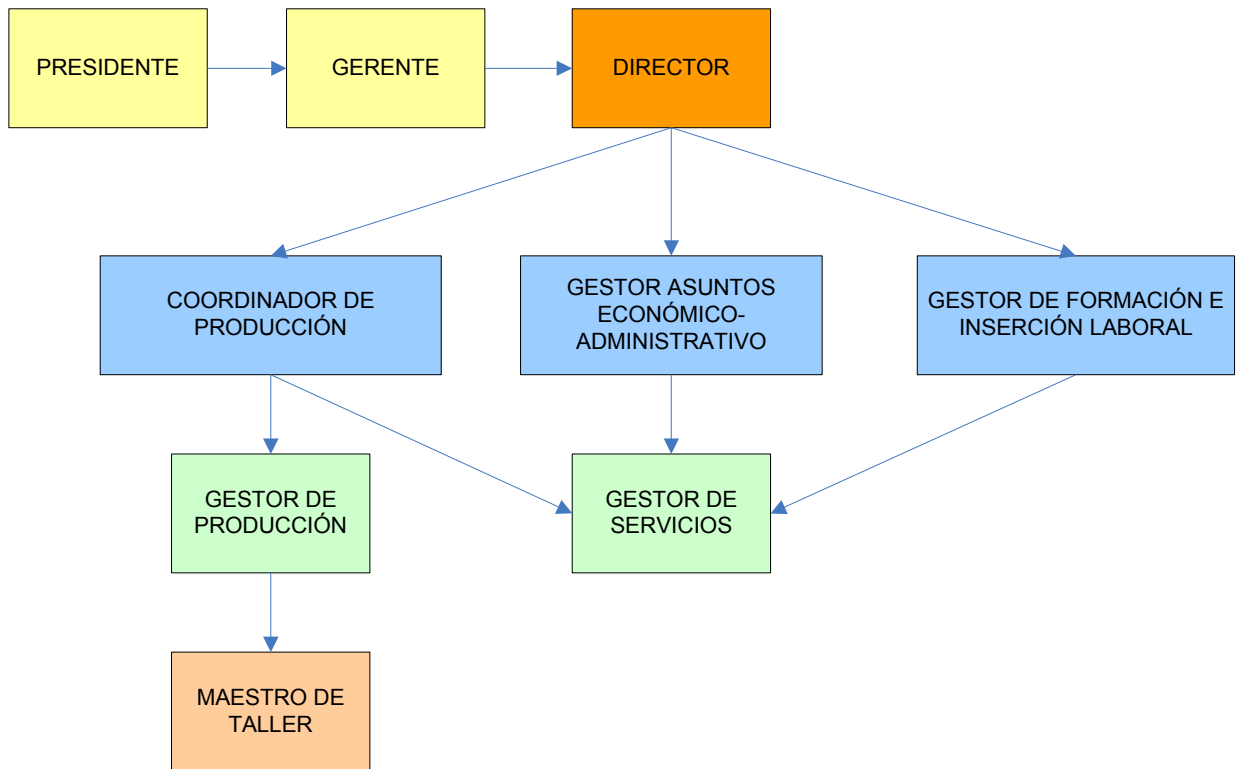 PRESIDENTE
GERENTE
DIRECTOR
COORDINADOR DE
PRODUCCIÓN
GESTOR ASUNTOS
ECONÓMICO-
ADMINISTRATIVO
GESTOR DE FORMACIÓN E
INSERCIÓN LABORAL
GESTOR DE
PRODUCCIÓN
GESTOR DE
SERVICIOS
MAESTRO DE
TALLER